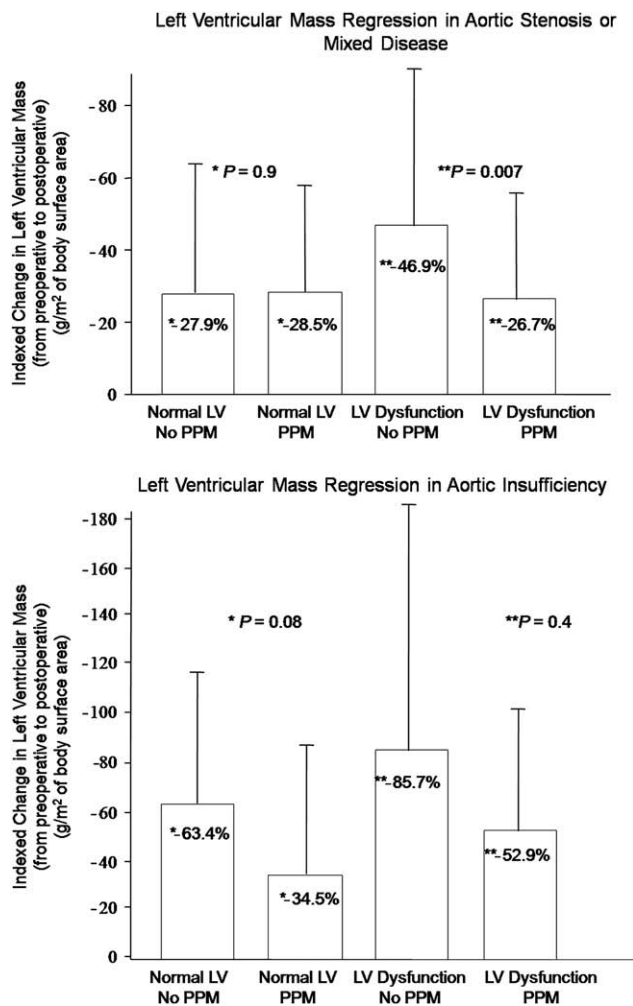 Left Ventricular Mass Regression in Aortic Stenosis or
Mixed Disease
Indexed Change in Left Ventricular Mass
(from preoperative to postoperative)
(g/m² of body surface area)
-80
-60
-40
-20
0
* P = 0.9
**P = 0.007
*-27.9%
*-28.5%
**-46.9%
**-26.7%
Normal LV
No PPM
Normal LV
PPM
LV Dysfunction
No PPM
LV Dysfunction
PPM
Left Ventricular Mass Regression in Aortic Insufficiency
Indexed Change in Left Ventricular Mass
(from preoperative to postoperative)
(g/m² of body surface area)
-180
-160
-140
-120
-100
-80
-60
-40
-20
0
* P = 0.08
**P = 0.4
*-63.4%
*-34.5%
**-85.7%
**-52.9%
Normal LV
No PPM
Normal LV
PPM
LV Dysfunction
No PPM
LV Dysfunction
PPM